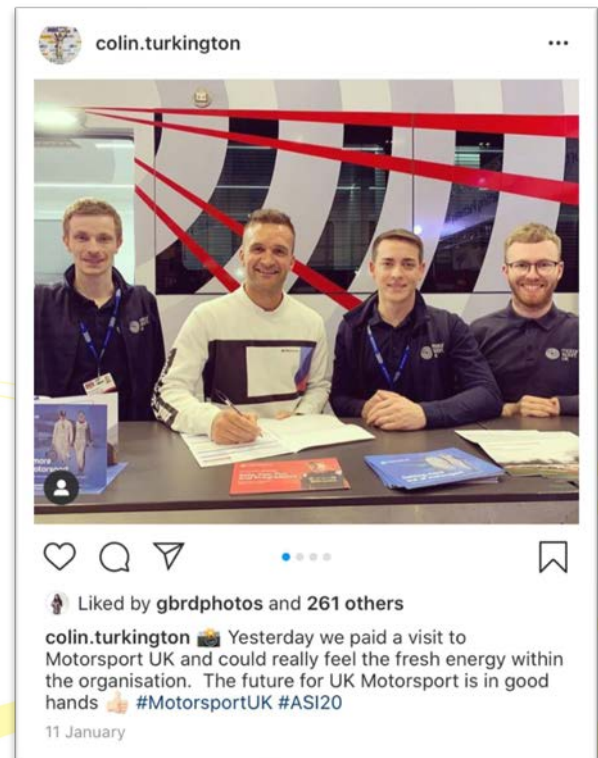 colin.turkington
more
otorsport
Liked by gbrdphotos and 261 others
colin.turkington 📸 Yesterday we paid a visit to
Motorsport UK and could really feel the fresh energy within
the organisation.  The future for UK Motorsport is in good
hands 👍🏻 #MotorsportUK #ASI20
11 January